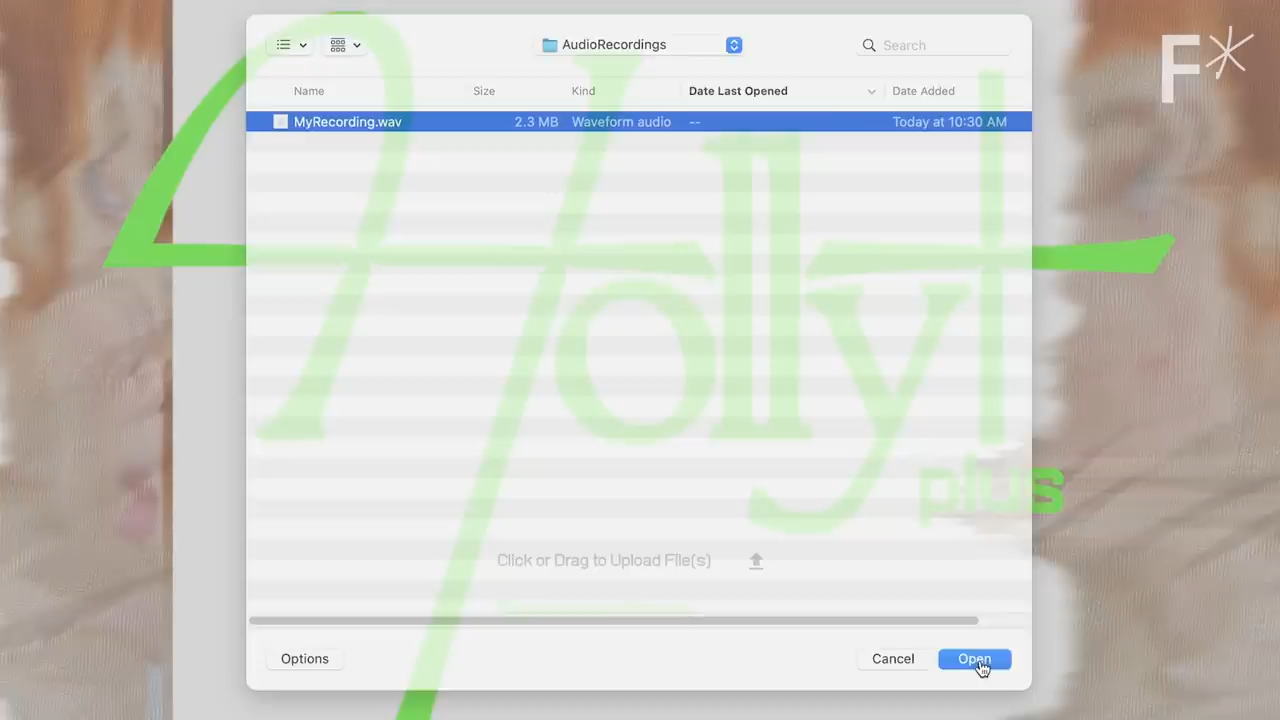 AudioRecordings
Search
F*
Name Size Kind Date Last Opened Date Added
MyRecording.wav 2.3 MB Waveform audio -- Today at 10:30 AM
Holly+
plus
Click or Drag to Upload File(s)
Options Cancel Open